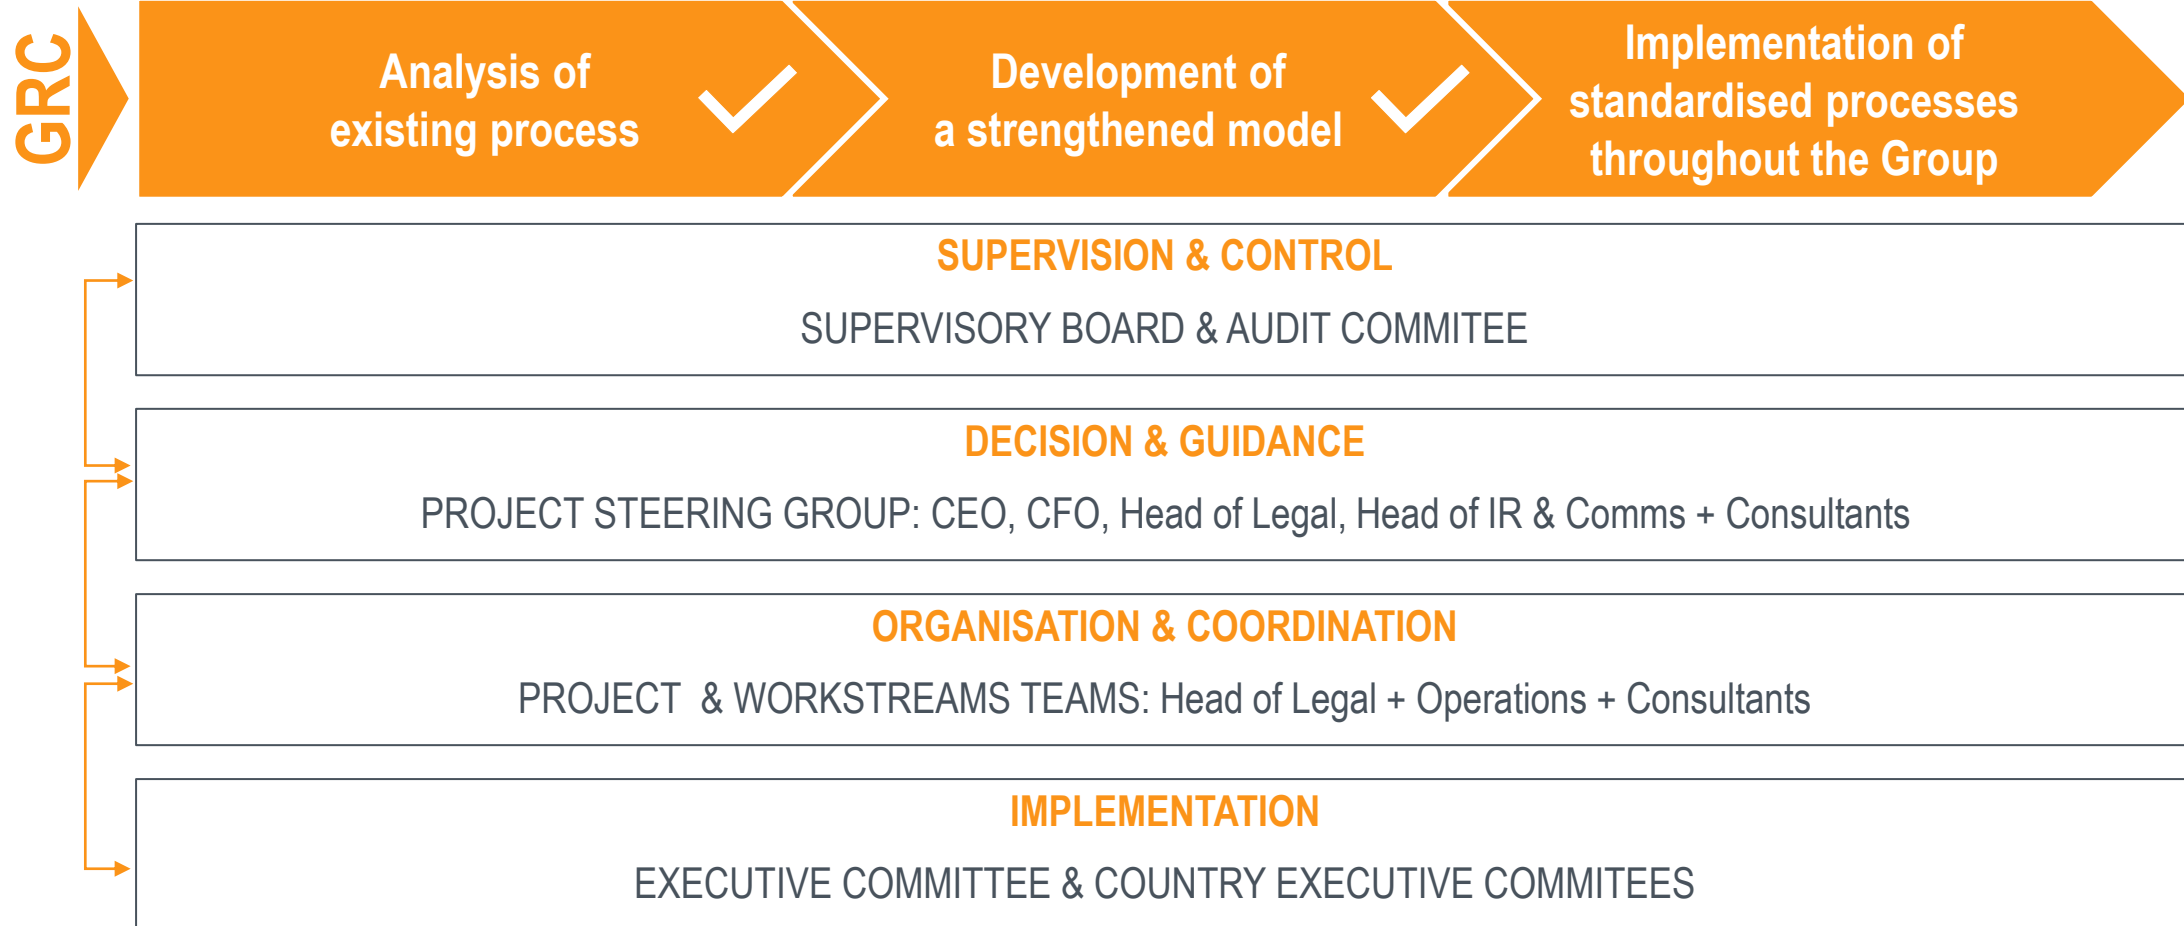 GRC
Analysis of
existing process
Development of
a strengthened model
Implementation of
standardised processes
throughout the Group
SUPERVISION & CONTROL
SUPERVISORY BOARD & AUDIT COMMITEE
DECISION & GUIDANCE
PROJECT STEERING GROUP: CEO, CFO, Head of Legal, Head of IR & Comms + Consultants
ORGANISATION & COORDINATION
PROJECT & WORKSTREAMS TEAMS: Head of Legal + Operations + Consultants
IMPLEMENTATION
EXECUTIVE COMMITTEE & COUNTRY EXECUTIVE COMMITEES